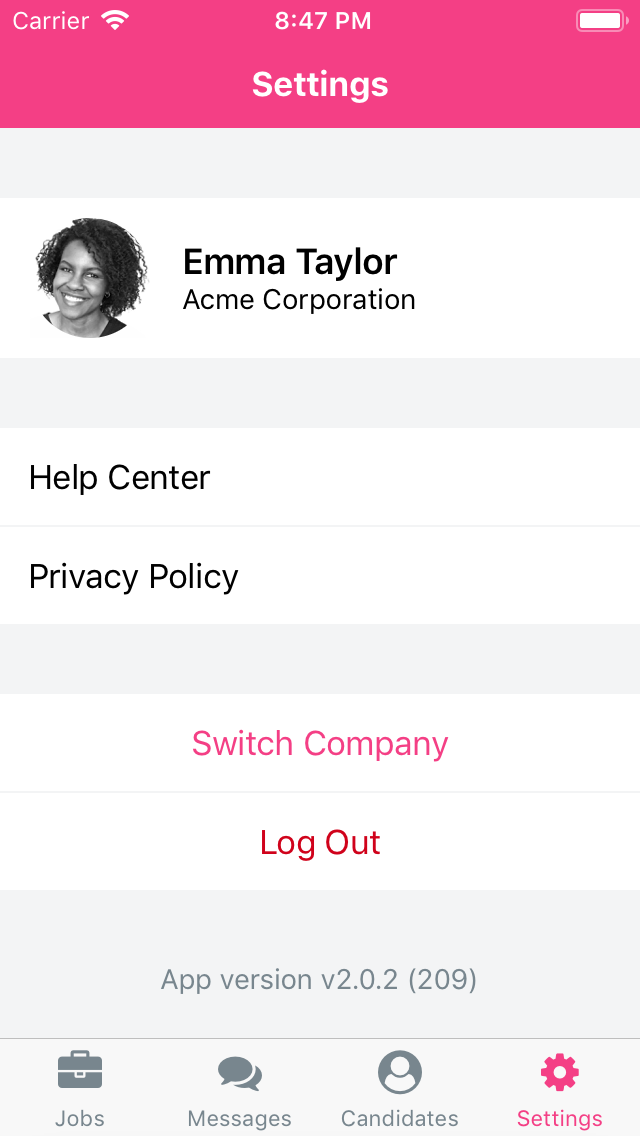 Carrier 8:47 PM
Settings
Emma Taylor
Acme Corporation
Help Center
Privacy Policy
Switch Company
Log Out
App version v2.0.2 (209)
Jobs Messages Candidates Settings